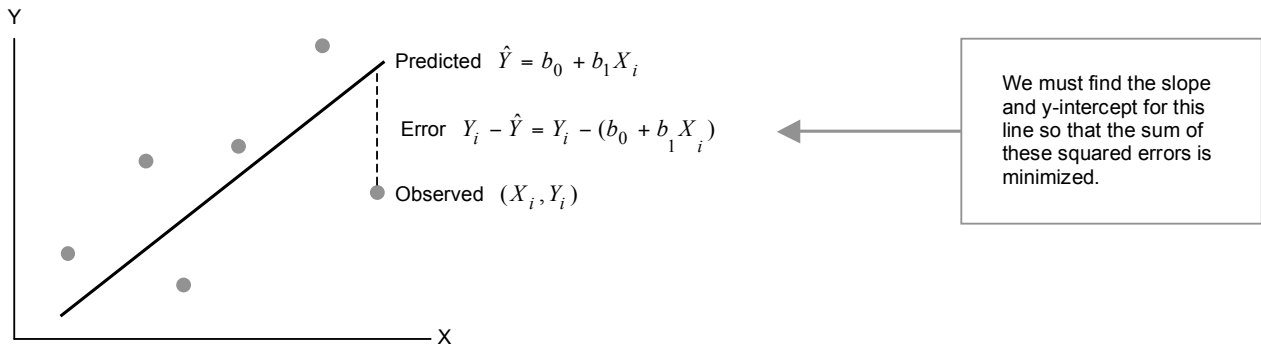 Y
Predicted Ŷ = b₀ + b₁Xᵢ
Error Yᵢ − Ŷ = Yᵢ − (b₀ + b₁Xᵢ)
Observed (Xᵢ, Yᵢ)
X
We must find the slope
and y-intercept for this
line so that the sum of
these squared errors is
minimized.